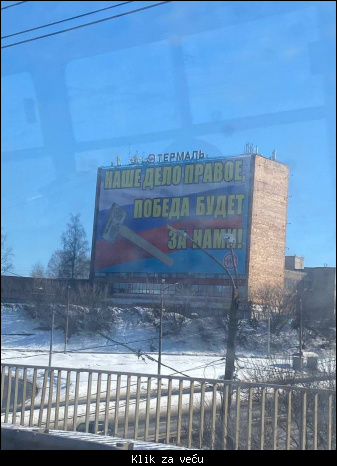 ТЕРМАЛЬ
НАШЕ ДЕЛО ПРАВОЕ,
ПОБЕДА БУДЕТ
ЗА НАМИ!
Klik za veću